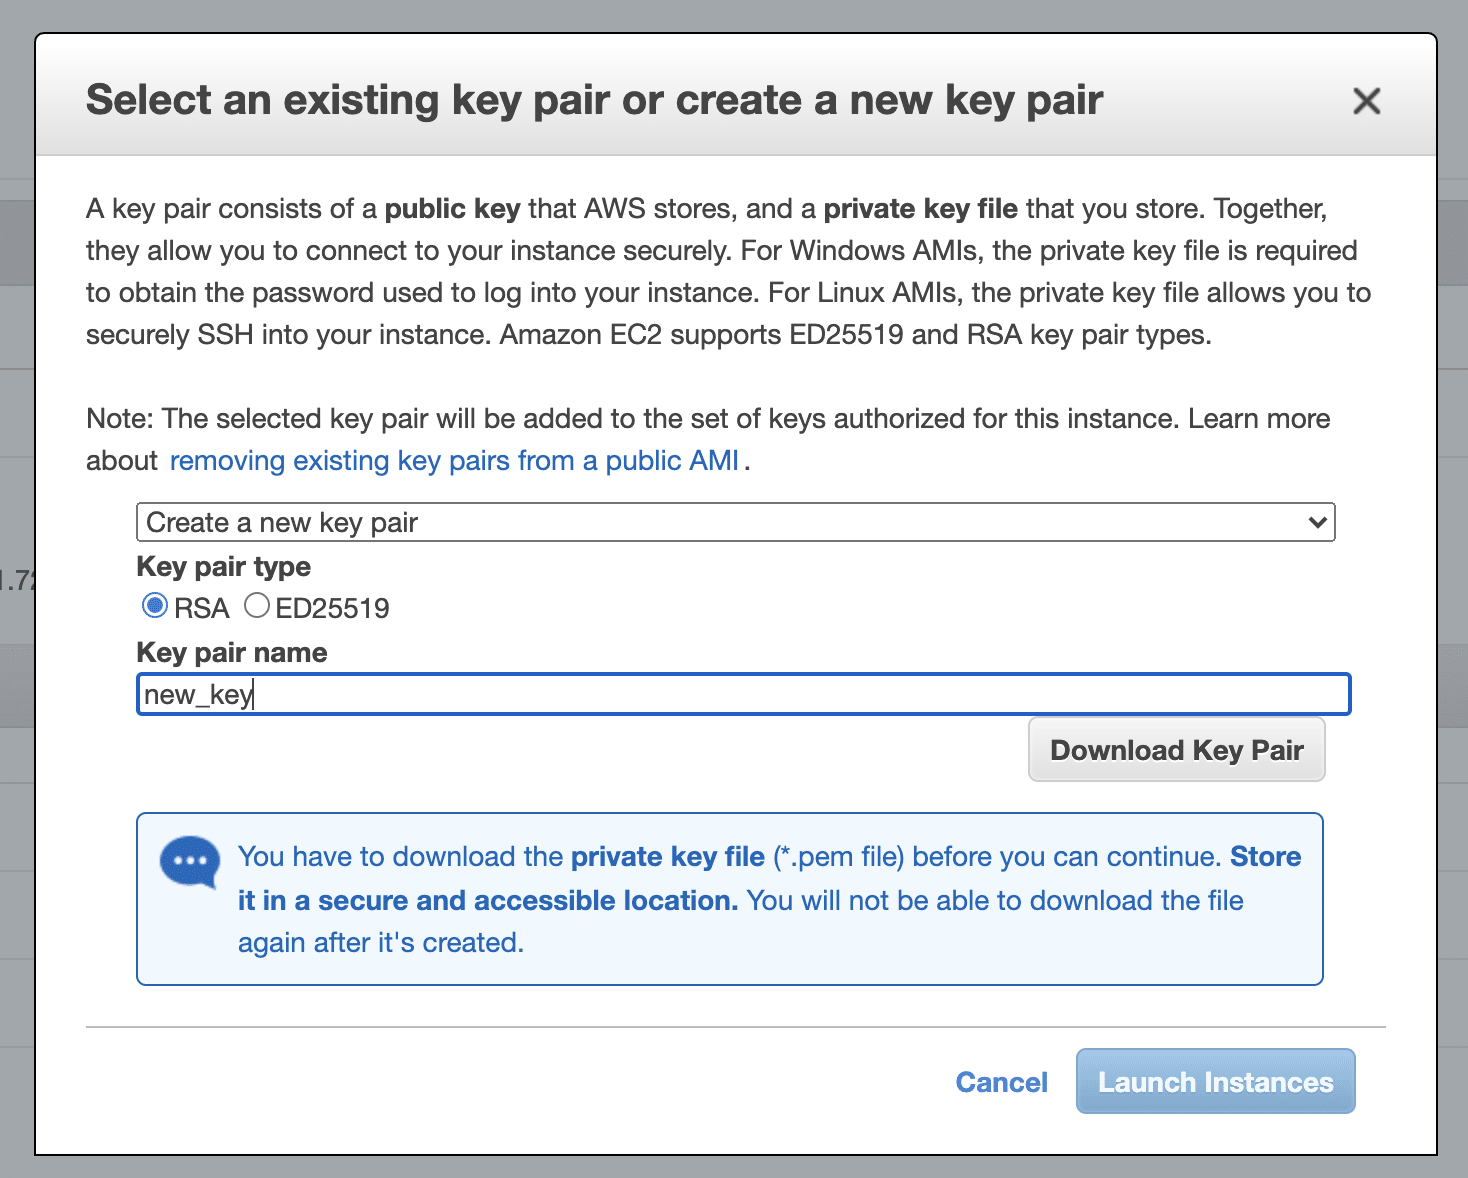 Select an existing key pair or create a new key pair
A key pair consists of a public key that AWS stores, and a private key file that you store. Together,
they allow you to connect to your instance securely. For Windows AMIs, the private key file is required
to obtain the password used to log into your instance. For Linux AMIs, the private key file allows you to
securely SSH into your instance. Amazon EC2 supports ED25519 and RSA key pair types.
Note: The selected key pair will be added to the set of keys authorized for this instance. Learn more
about removing existing key pairs from a public AMI .
Create a new key pair
Key pair type
RSA ED25519
Key pair name
new_key
Download Key Pair
You have to download the private key file (*.pem file) before you can continue. Store
it in a secure and accessible location. You will not be able to download the file
again after it's created.
Cancel Launch Instances